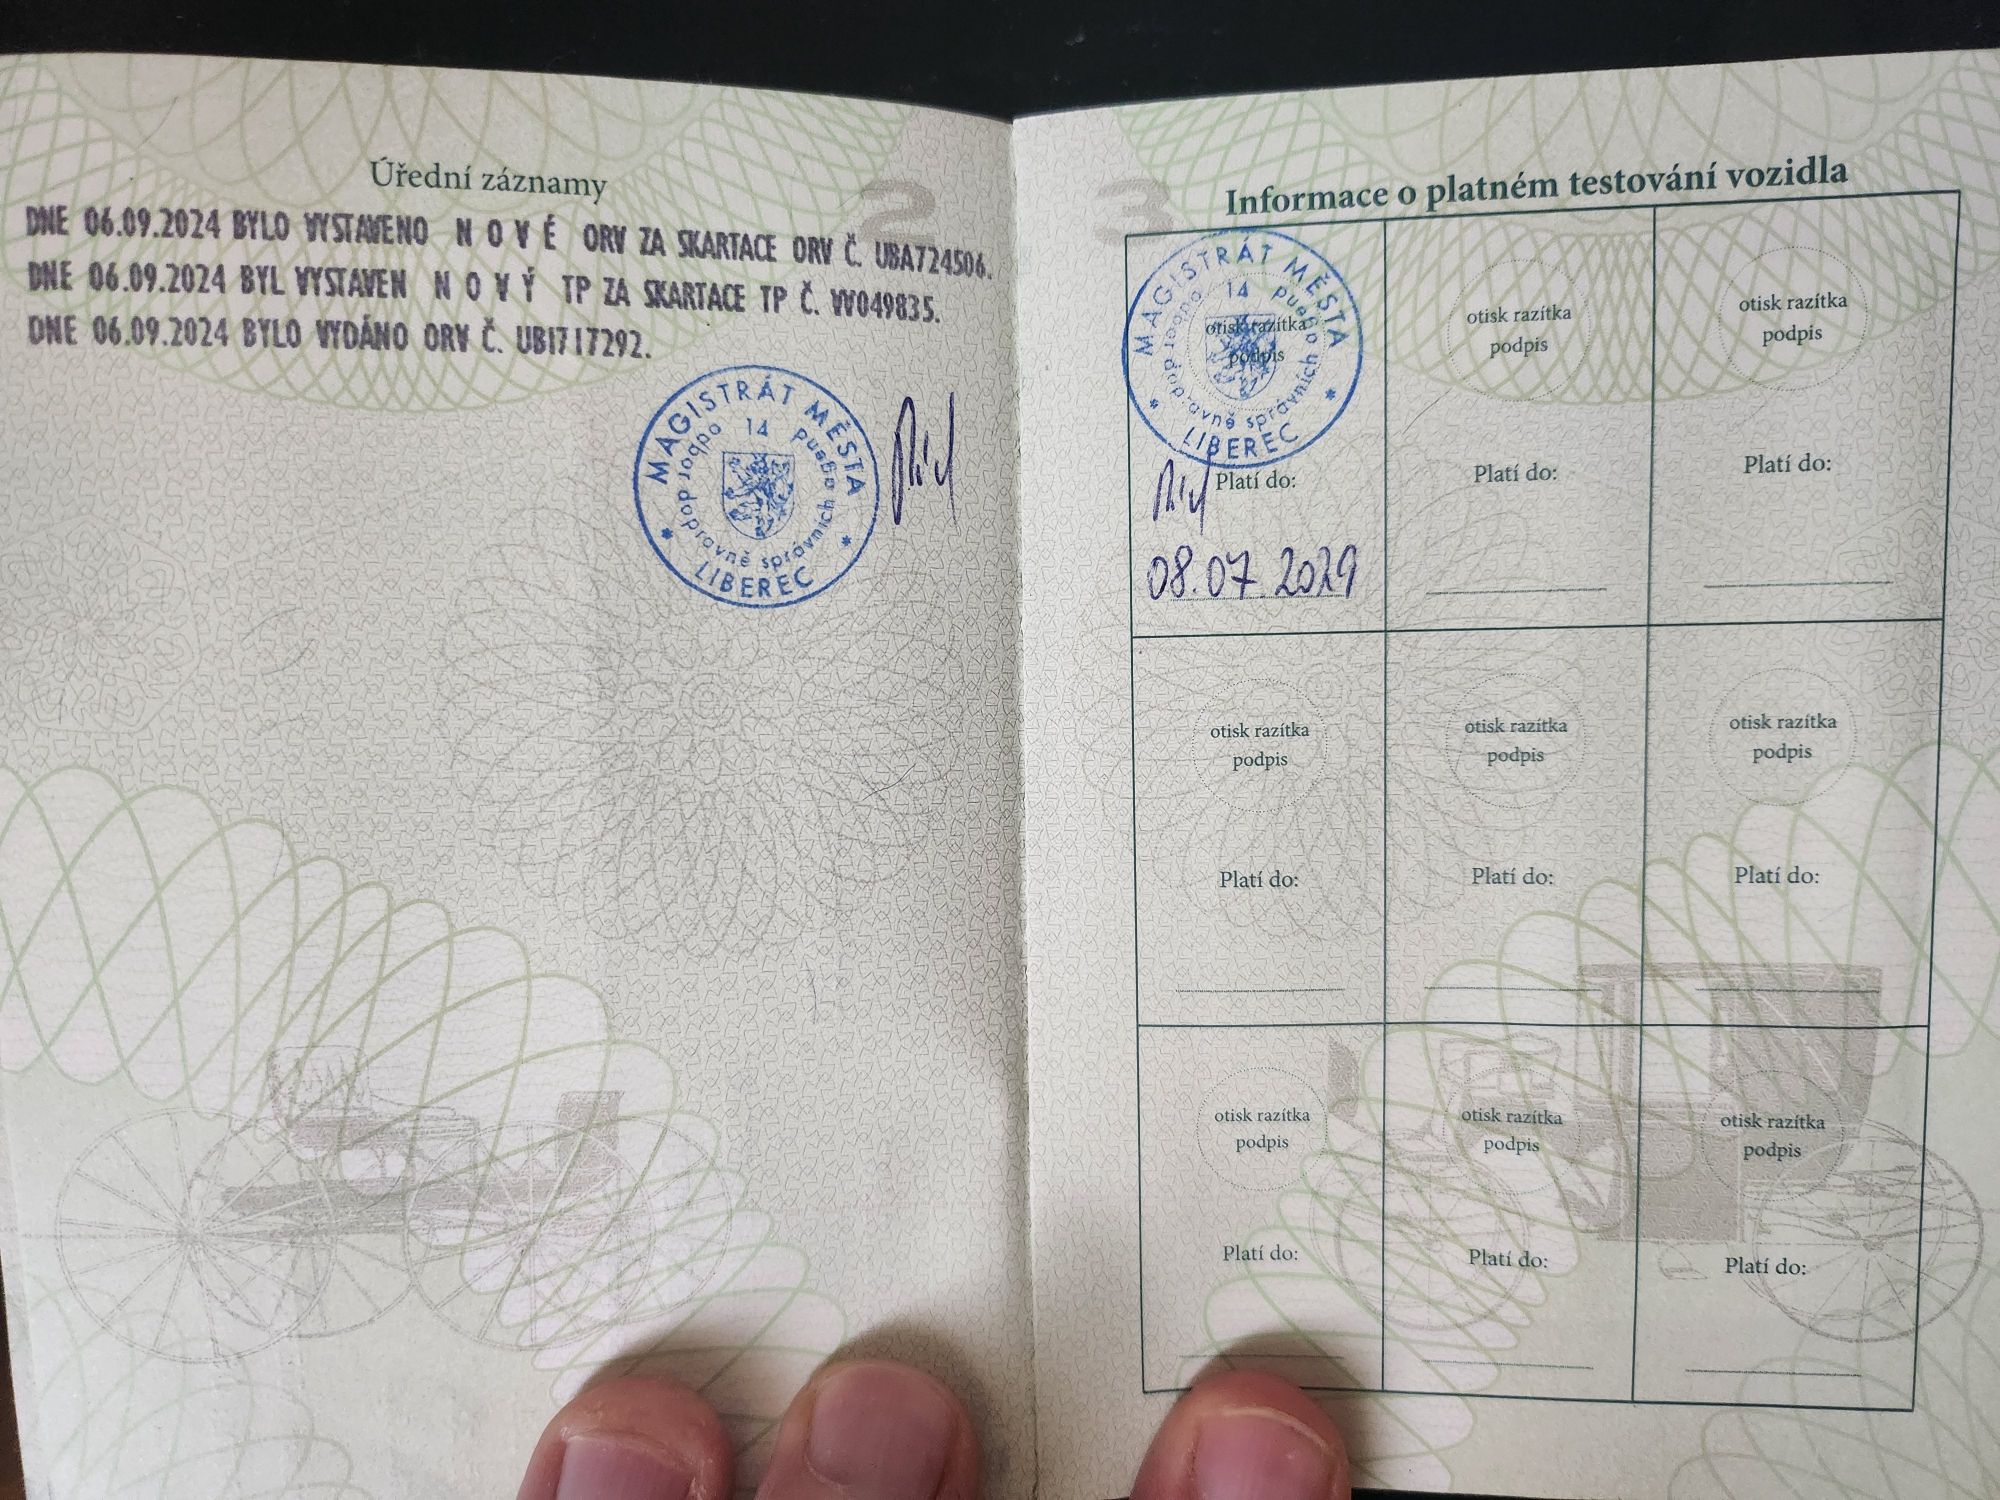 Úřední záznamy
2
DNE 06.09.2024 BYLO VYSTAVENO N O V É ORV ZA SKARTACE ORV Č. UBA724506.
DNE 06.09.2024 BYL VYSTAVEN N O V Ý TP ZA SKARTACE TP Č. VV049835.
DNE 06.09.2024 BYLO VYDÁNO ORV Č. UBI717292.
MAGISTRÁT MĚSTA
LIBEREC
14
odbor dopravně správních agend
3
Informace o platném testování vozidla
MAGISTRÁT MĚSTA
LIBEREC
14
odbor dopravně správních agend
otisk razítka
podpis
Platí do:
08.07.2029
otisk razítka
podpis
Platí do:
otisk razítka
podpis
Platí do:
otisk razítka
podpis
Platí do:
otisk razítka
podpis
Platí do:
otisk razítka
podpis
Platí do:
otisk razítka
podpis
Platí do:
otisk razítka
podpis
Platí do:
otisk razítka
podpis
Platí do: